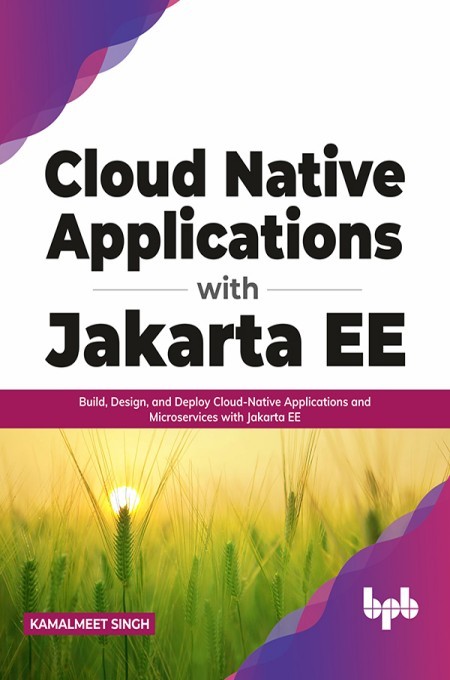 Cloud Native
Applications
with
Jakarta EE
Build, Design, and Deploy Cloud-Native Applications and
Microservices with Jakarta EE
bpb
KAMALMEET SINGH